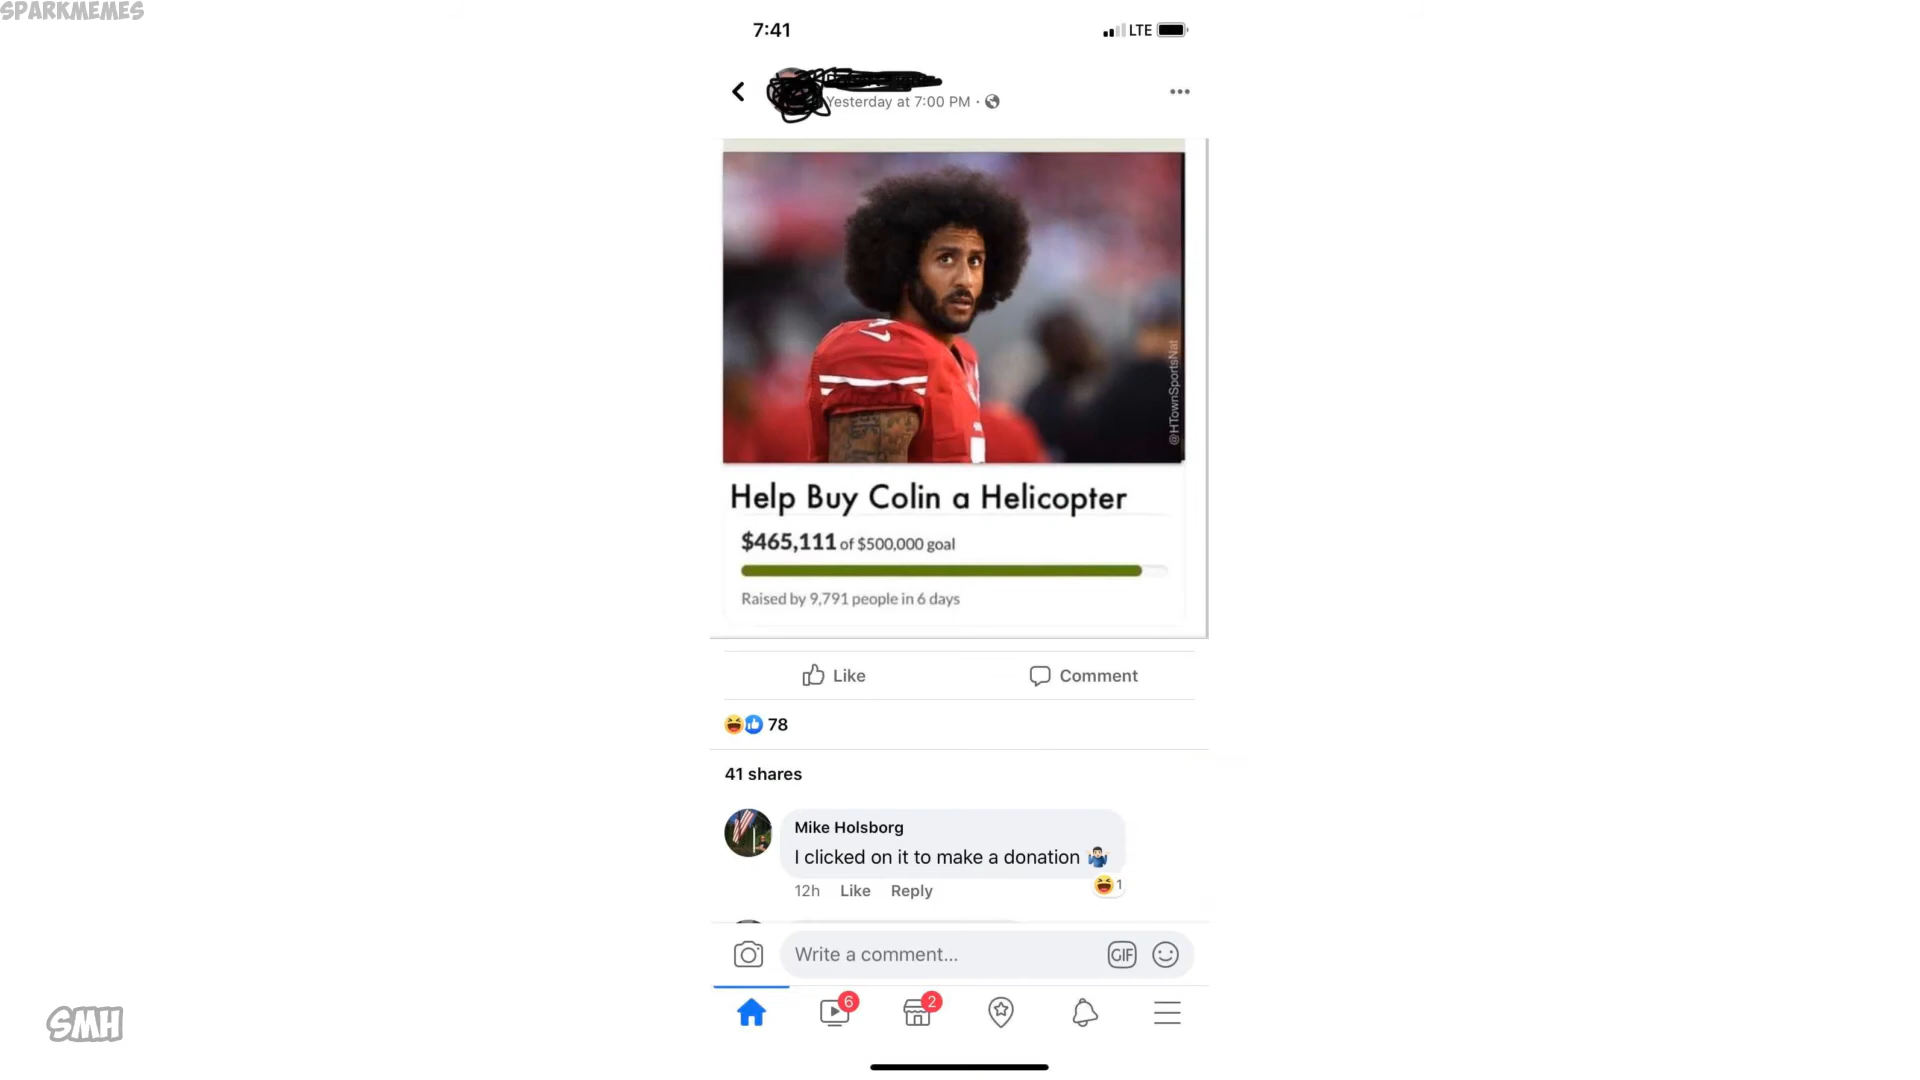 SPARKMEMES
7:41
LTE
Yesterday at 7:00 PM ·
@HTownSportsNat
Help Buy Colin a Helicopter
$465,111 of $500,000 goal
Raised by 9,791 people in 6 days
Like
Comment
78
41 shares
Mike Holsborg
I clicked on it to make a donation
12h Like Reply
1
Write a comment...
GIF
6
2
SMH